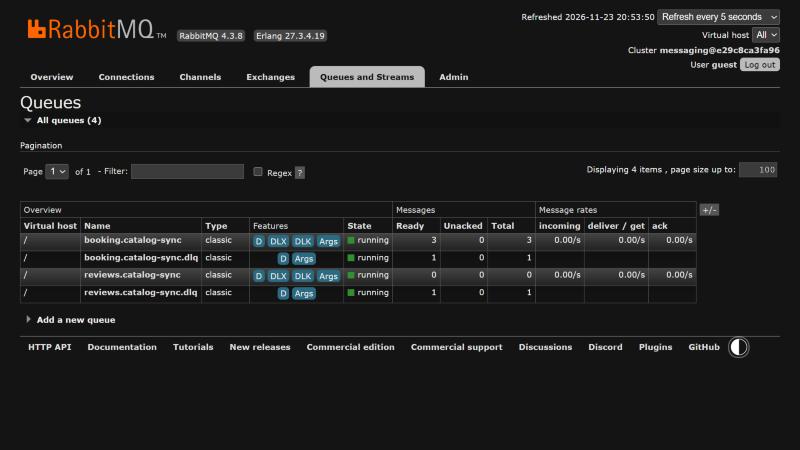 RabbitMQ TM RabbitMQ 4.3.8 Erlang 27.3.4.19
Refreshed 2026-11-23 20:53:50 Refresh every 5 seconds
Virtual host All
Cluster messaging@e29c8ca3fa96
User guest Log out
Overview Connections Channels Exchanges Queues and Streams Admin
Queues
All queues (4)
Pagination
Page 1 of 1 - Filter: Regex ? Displaying 4 items , page size up to: 100
Overview Messages Message rates +/-
Virtual host Name Type Features State Ready Unacked Total incoming deliver / get ack
/ booking.catalog-sync classic D DLX DLK Args running 3 0 3 0.00/s 0.00/s 0.00/s
/ booking.catalog-sync.dlq classic D Args running 1 0 1
/ reviews.catalog-sync classic D DLX DLK Args running 0 0 0 0.00/s 0.00/s 0.00/s
/ reviews.catalog-sync.dlq classic D Args running 1 0 1
Add a new queue
HTTP API Documentation Tutorials New releases Commercial edition Commercial support Discussions Discord Plugins GitHub